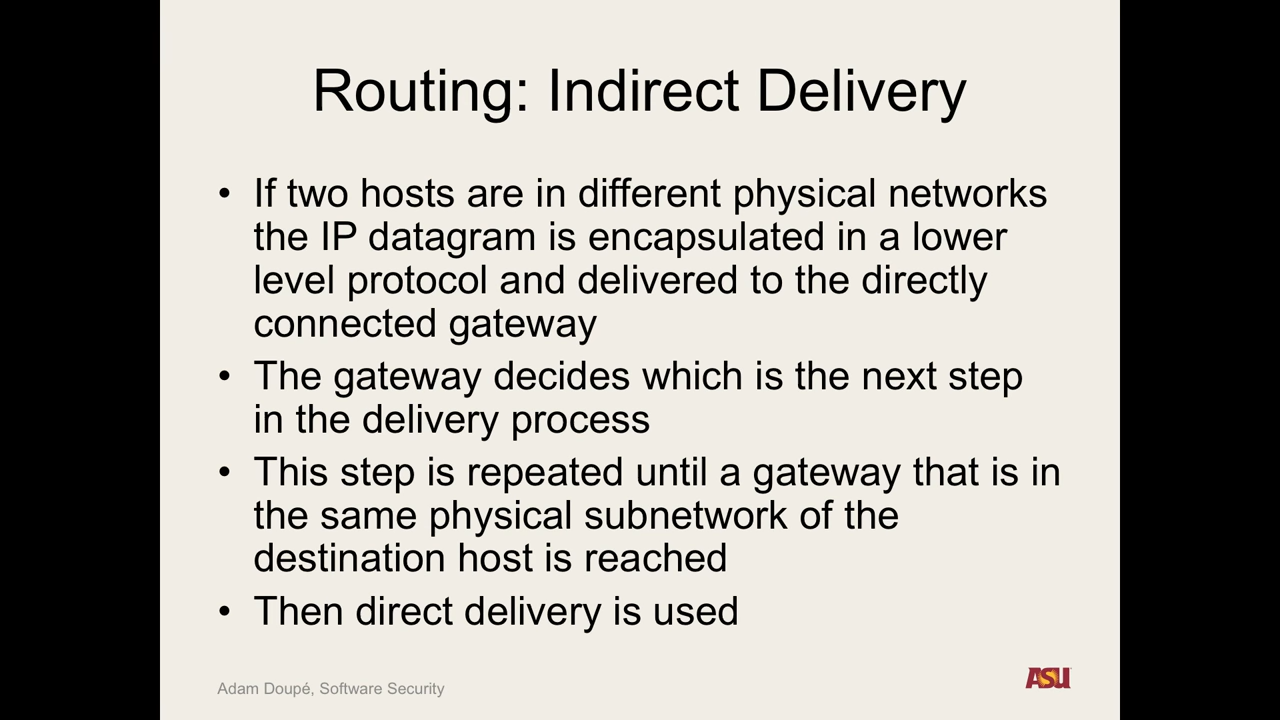 Routing: Indirect Delivery
• If two hosts are in different physical networks
the IP datagram is encapsulated in a lower
level protocol and delivered to the directly
connected gateway
• The gateway decides which is the next step
in the delivery process
• This step is repeated until a gateway that is in
the same physical subnetwork of the
destination host is reached
• Then direct delivery is used
Adam Doupé, Software Security
ASU